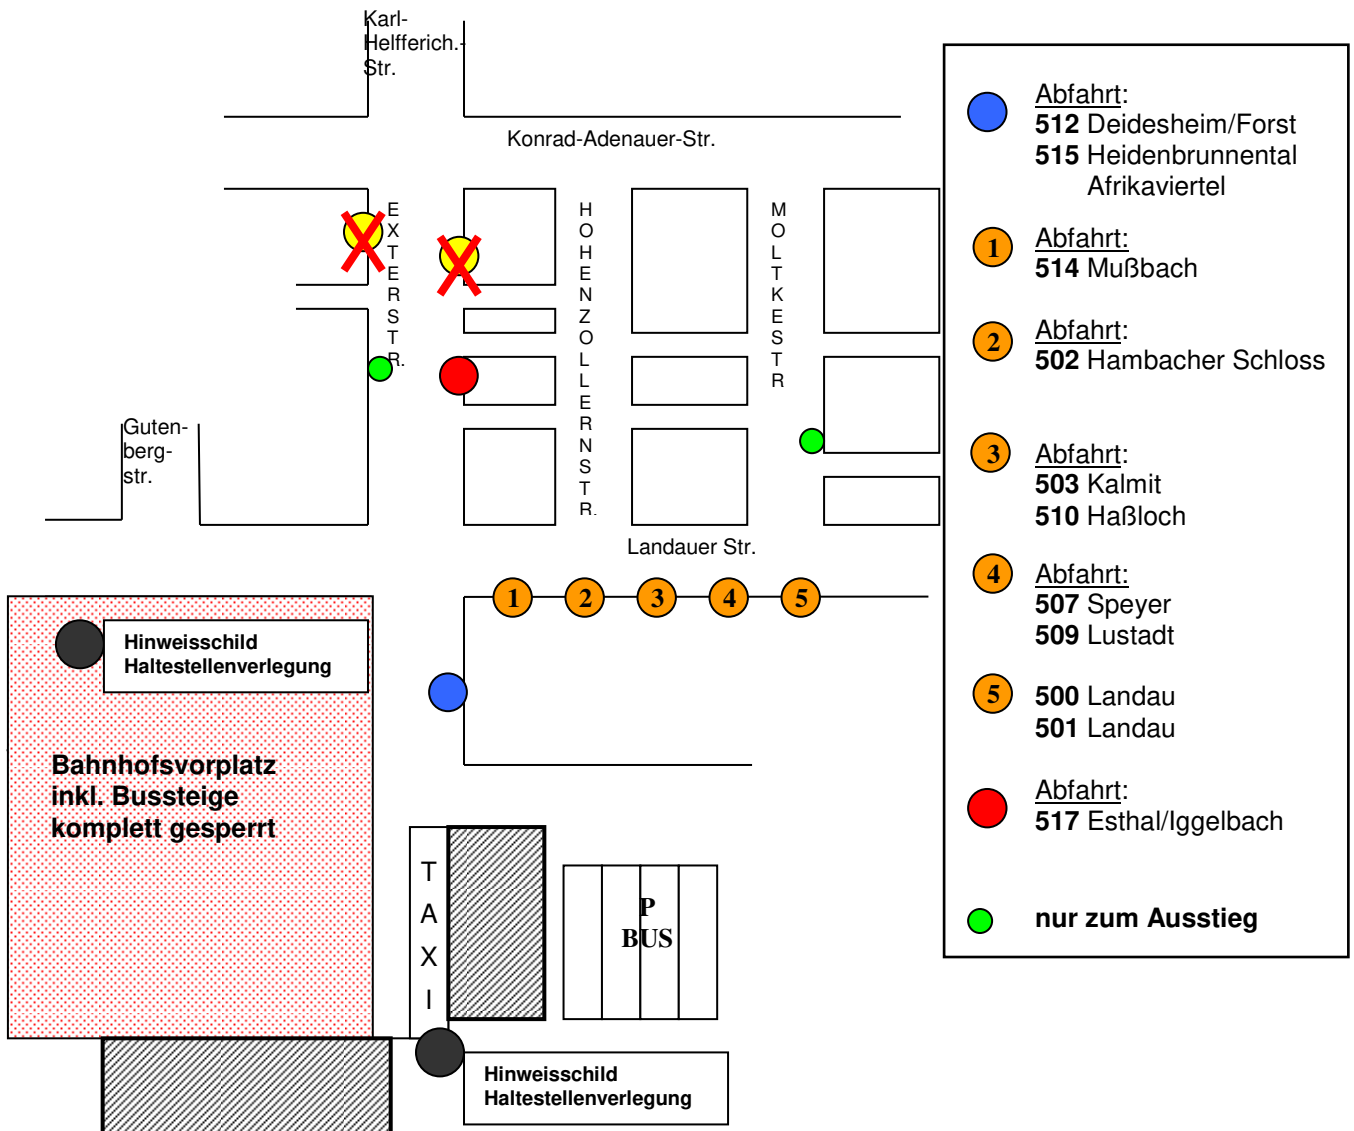 Karl-
Helfferich.-
Str.
Konrad-Adenauer-Str.
EXTERSTR.
HOHENZOLLERNSTR.
MOLTKESTR
Guten-
berg-
str.
Landauer Str.
1 2 3 4 5
Hinweisschild
Haltestellenverlegung
Bahnhofsvorplatz
inkl. Bussteige
komplett gesperrt
TAXI
P
BUS
Hinweisschild
Haltestellenverlegung
Abfahrt:
512 Deidesheim/Forst
515 Heidenbrunnental
Afrikaviertel
1 Abfahrt:
514 Mußbach
2 Abfahrt:
502 Hambacher Schloss
3 Abfahrt:
503 Kalmit
510 Haßloch
4 Abfahrt:
507 Speyer
509 Lustadt
5 500 Landau
501 Landau
Abfahrt:
517 Esthal/Iggelbach
nur zum Ausstieg